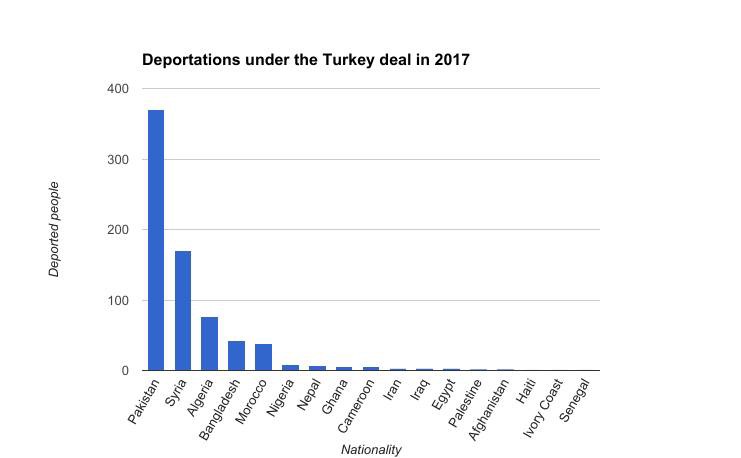 Deportations under the Turkey deal in 2017
400
300
200
100
0
Deported people
Pakistan
Syria
Algeria
Bangladesh
Morocco
Nigeria
Nepal
Ghana
Cameroon
Iran
Iraq
Egypt
Palestine
Afghanistan
Haiti
Ivory Coast
Senegal
Nationality